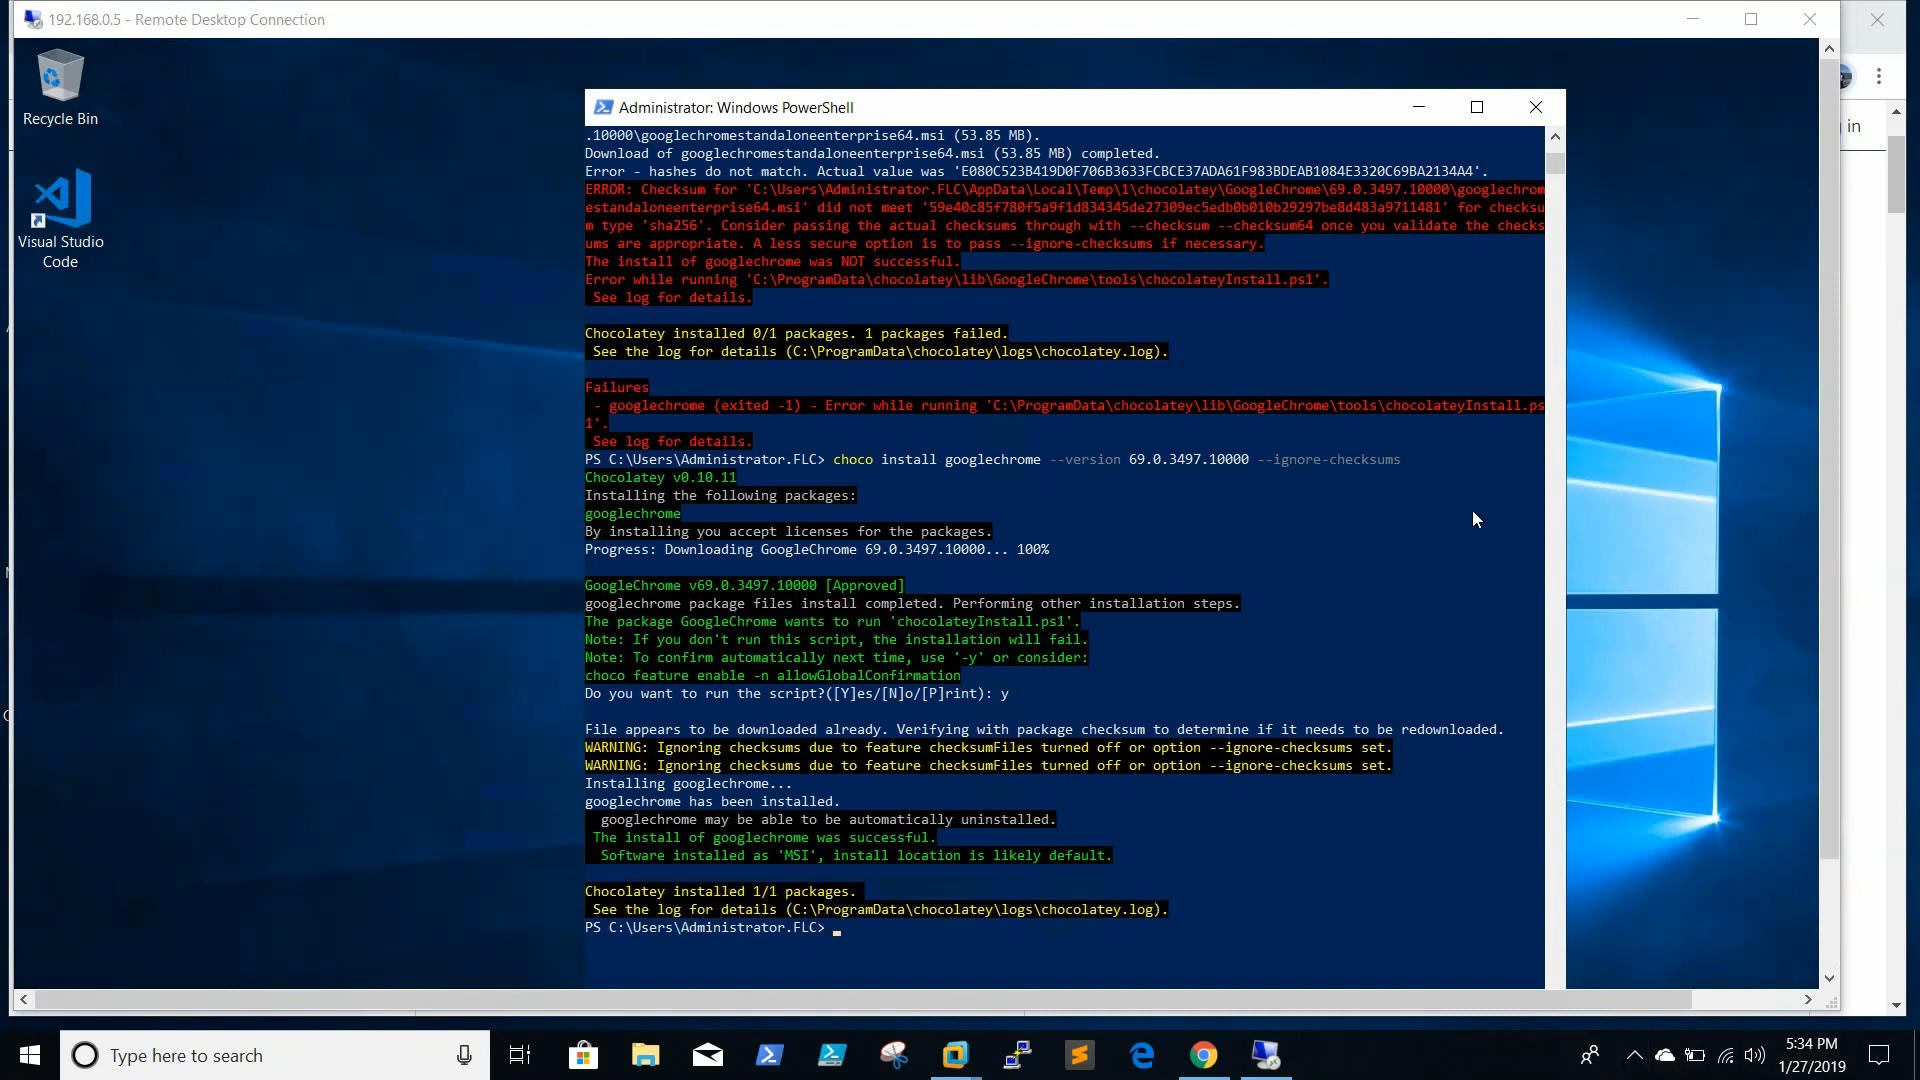 192.168.0.5 - Remote Desktop Connection
Recycle Bin
Visual Studio
Code
in
Administrator: Windows PowerShell
.10000\googlechromestandaloneenterprise64.msi (53.85 MB).
Download of googlechromestandaloneenterprise64.msi (53.85 MB) completed.
Error - hashes do not match. Actual value was 'E080C523B419D0F706B3633FCBCE37ADA61F983BDEAB1084E3320C69BA2134A4'.
ERROR: Checksum for 'C:\Users\Administrator.FLC\AppData\Local\Temp\1\chocolatey\GoogleChrome\69.0.3497.10000\googlechrom
estandaloneenterprise64.msi' did not meet '59e40c85f780f5a9f1d834345de27309ec5edb0b010b29297be8d483a9711481' for checksu
m type 'sha256'. Consider passing the actual checksums through with --checksum --checksum64 once you validate the checks
ums are appropriate. A less secure option is to pass --ignore-checksums if necessary.
The install of googlechrome was NOT successful.
Error while running 'C:\ProgramData\chocolatey\lib\GoogleChrome\tools\chocolateyInstall.ps1'.
See log for details.
Chocolatey installed 0/1 packages. 1 packages failed.
See the log for details (C:\ProgramData\chocolatey\logs\chocolatey.log).
Failures
- googlechrome (exited -1) - Error while running 'C:\ProgramData\chocolatey\lib\GoogleChrome\tools\chocolateyInstall.ps
1'.
See log for details.
PS C:\Users\Administrator.FLC> choco install googlechrome --version 69.0.3497.10000 --ignore-checksums
Chocolatey v0.10.11
Installing the following packages:
googlechrome
By installing you accept licenses for the packages.
Progress: Downloading GoogleChrome 69.0.3497.10000... 100%
GoogleChrome v69.0.3497.10000 [Approved]
googlechrome package files install completed. Performing other installation steps.
The package GoogleChrome wants to run 'chocolateyInstall.ps1'.
Note: If you don't run this script, the installation will fail.
Note: To confirm automatically next time, use '-y' or consider:
choco feature enable -n allowGlobalConfirmation
Do you want to run the script?([Y]es/[N]o/[P]rint): y
File appears to be downloaded already. Verifying with package checksum to determine if it needs to be redownloaded.
WARNING: Ignoring checksums due to feature checksumFiles turned off or option --ignore-checksums set.
WARNING: Ignoring checksums due to feature checksumFiles turned off or option --ignore-checksums set.
Installing googlechrome...
googlechrome has been installed.
googlechrome may be able to be automatically uninstalled.
The install of googlechrome was successful.
Software installed as 'MSI', install location is likely default.
Chocolatey installed 1/1 packages.
See the log for details (C:\ProgramData\chocolatey\logs\chocolatey.log).
PS C:\Users\Administrator.FLC>
Type here to search
5:34 PM
1/27/2019